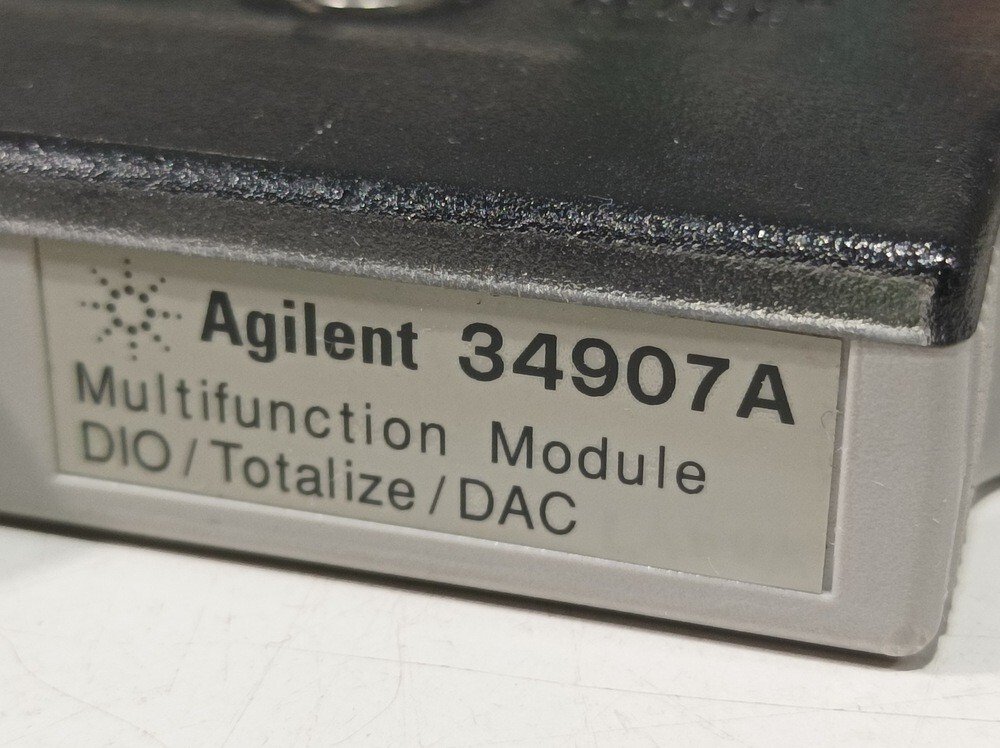 Agilent 34907A
Multifunction Module
DIO / Totalize / DAC